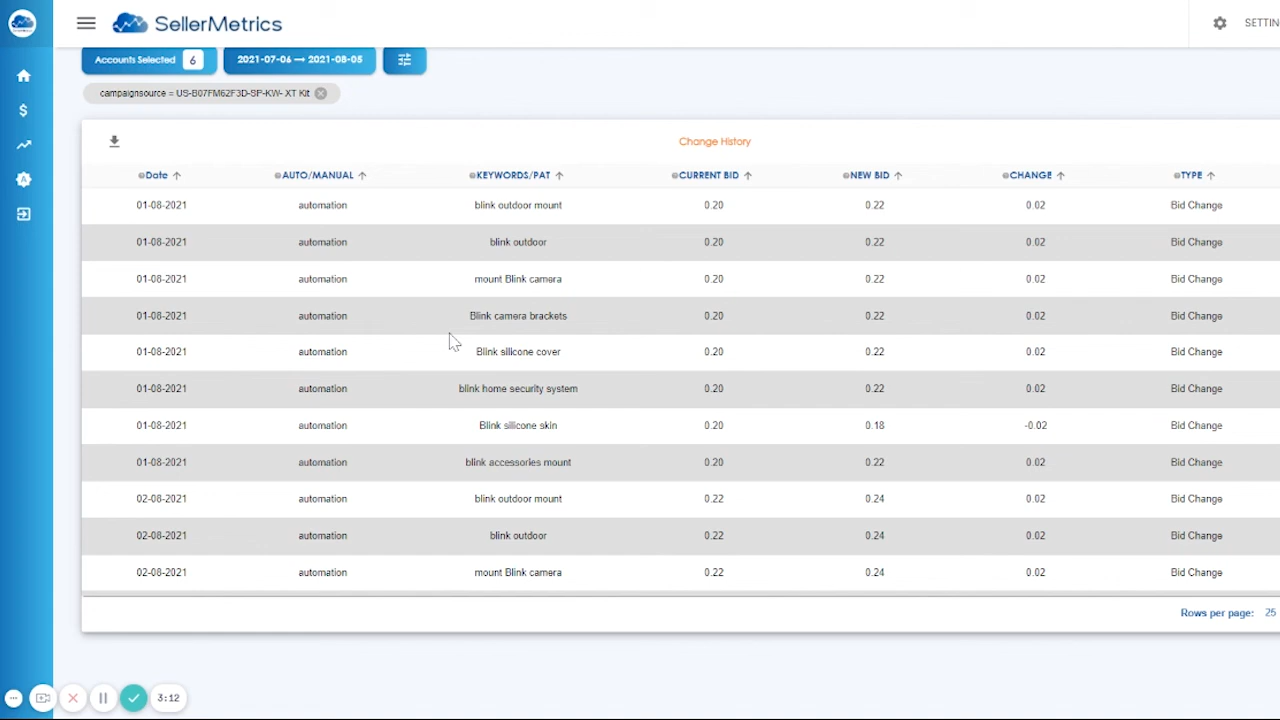 SellerMetrics
SETTIN
Accounts Selected 6
2021-07-06 → 2021-08-05
campaignsource = US-B07FM62F3D-SP-KW- XT Kit
Change History
Date AUTO/MANUAL KEYWORDS/PAT CURRENT BID NEW BID CHANGE TYPE
01-08-2021 automation blink outdoor mount 0.20 0.22 0.02 Bid Change
01-08-2021 automation blink outdoor 0.20 0.22 0.02 Bid Change
01-08-2021 automation mount Blink camera 0.20 0.22 0.02 Bid Change
01-08-2021 automation Blink camera brackets 0.20 0.22 0.02 Bid Change
01-08-2021 automation Blink silicone cover 0.20 0.22 0.02 Bid Change
01-08-2021 automation blink home security system 0.20 0.22 0.02 Bid Change
01-08-2021 automation Blink silicone skin 0.20 0.18 -0.02 Bid Change
01-08-2021 automation blink accessories mount 0.20 0.22 0.02 Bid Change
02-08-2021 automation blink outdoor mount 0.22 0.24 0.02 Bid Change
02-08-2021 automation blink outdoor 0.22 0.24 0.02 Bid Change
02-08-2021 automation mount Blink camera 0.22 0.24 0.02 Bid Change
Rows per page: 25
3:12